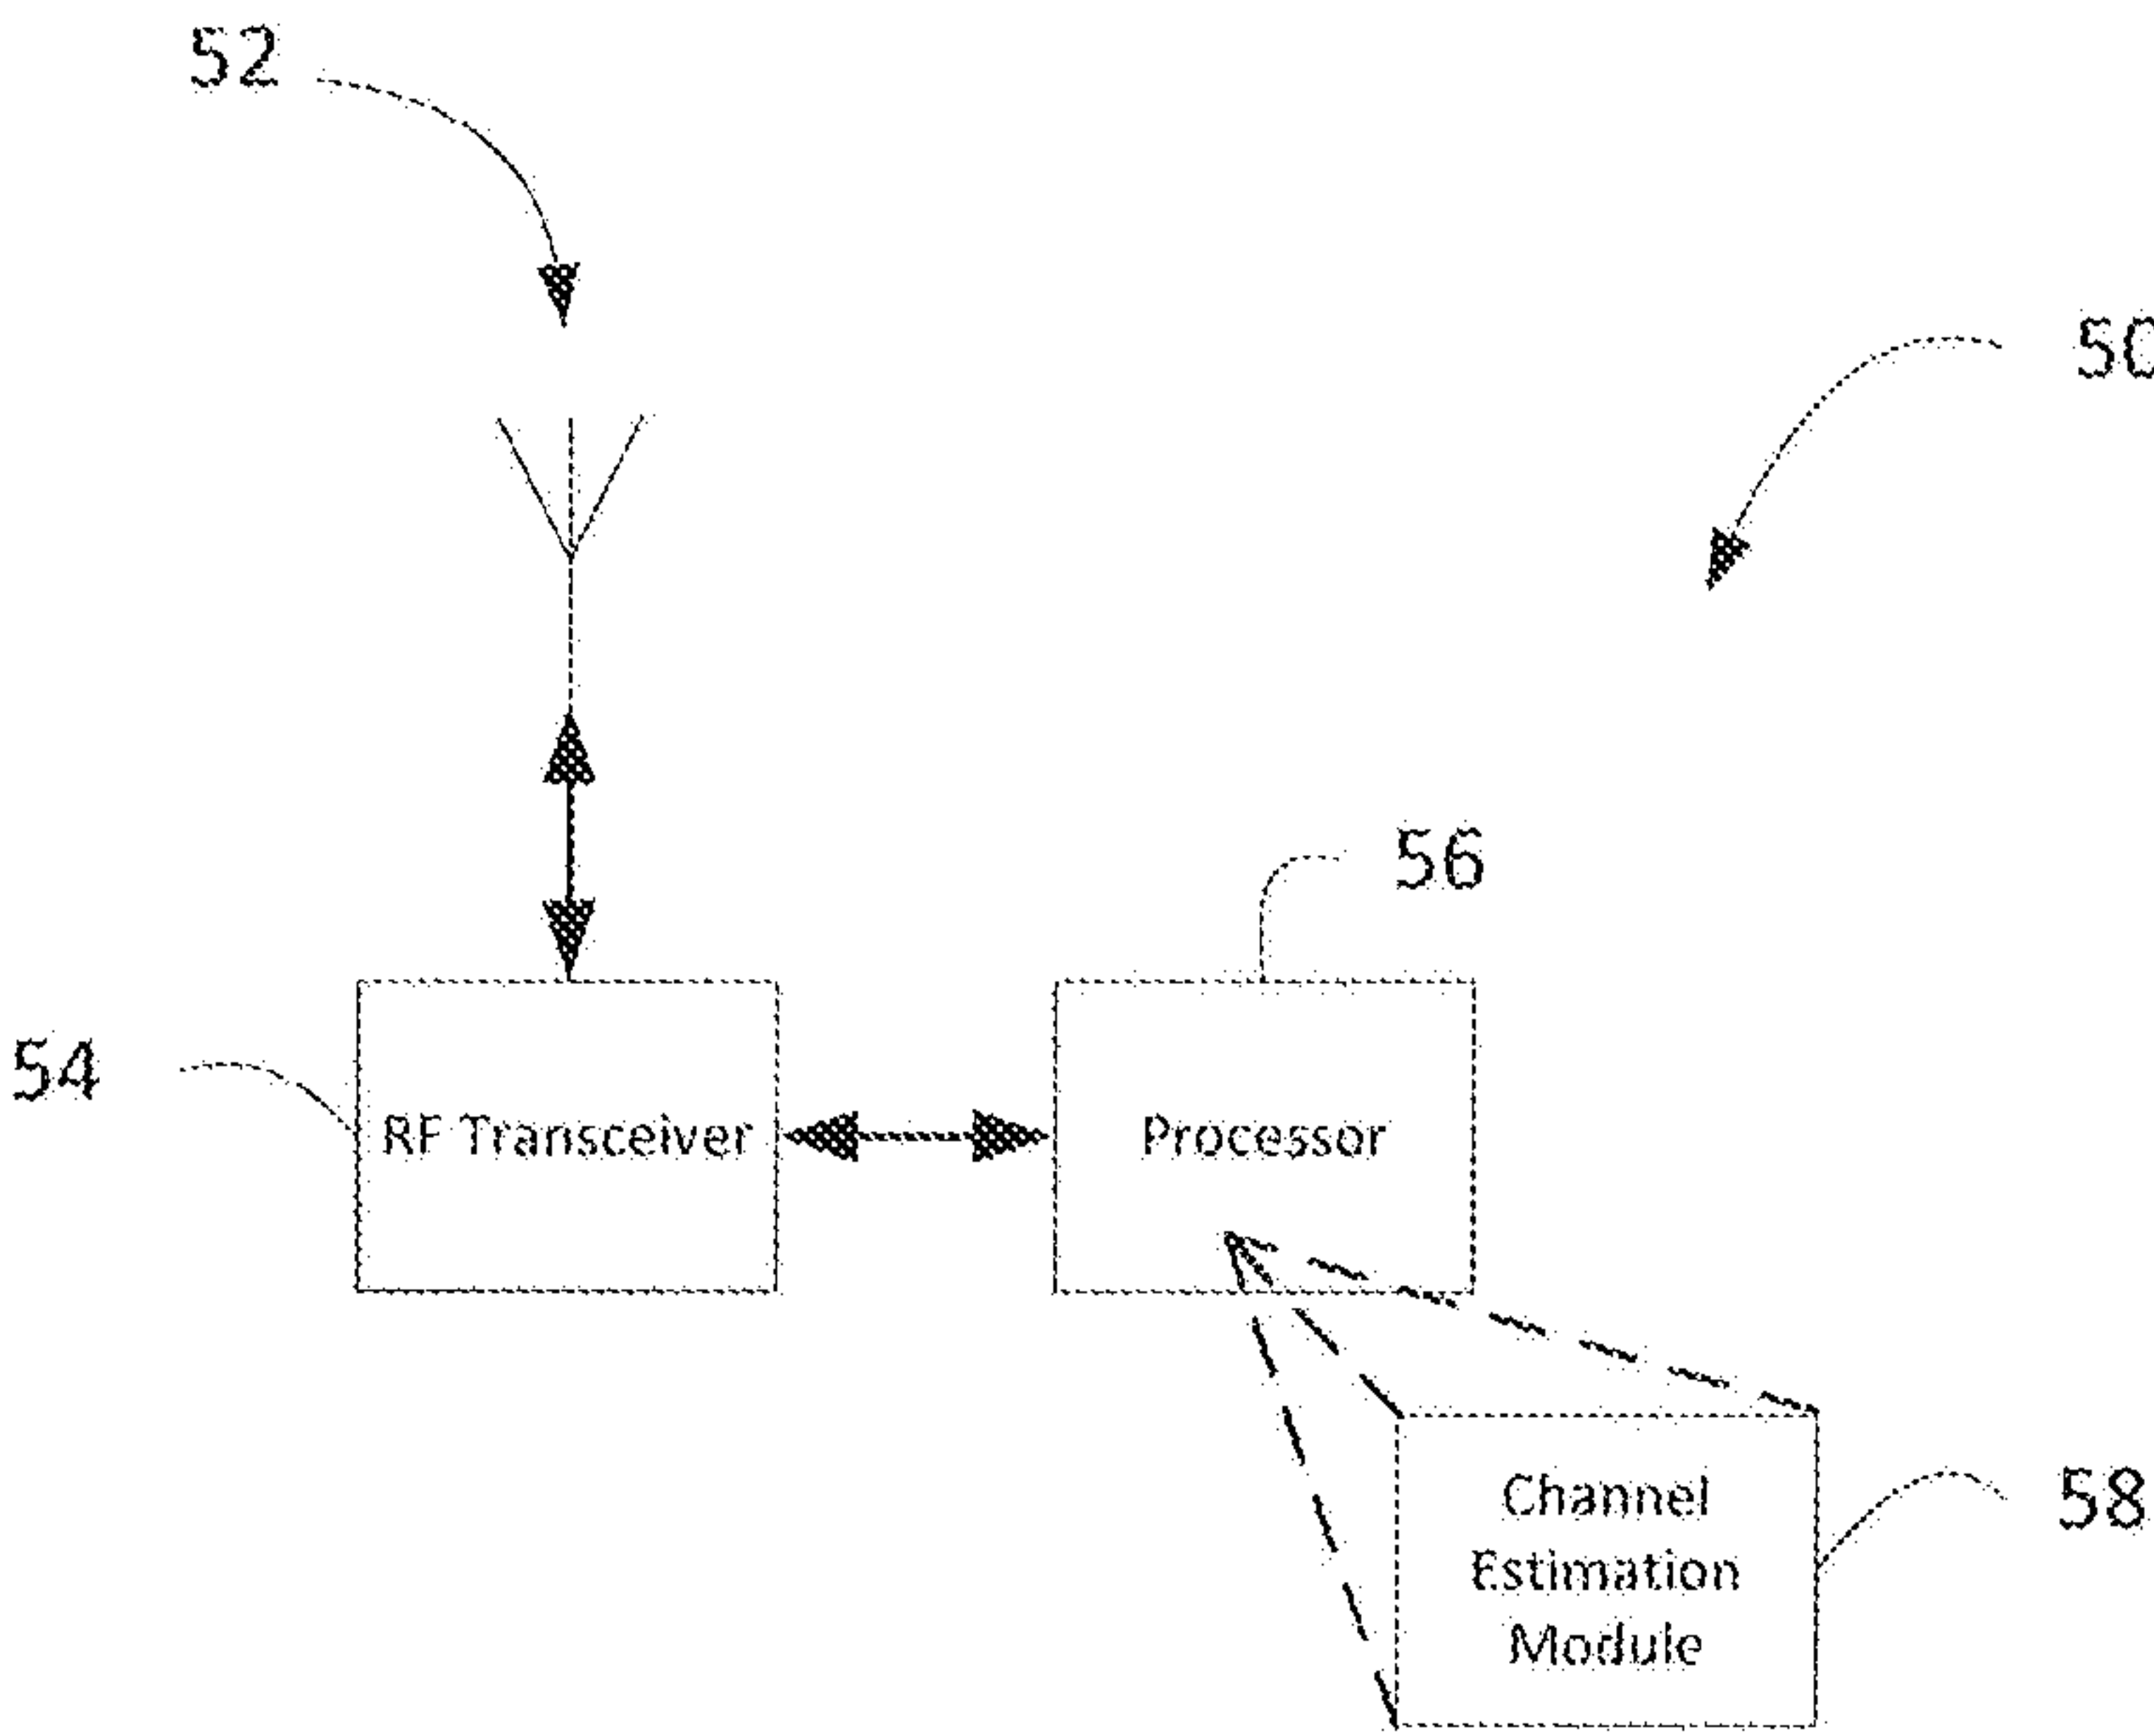 52
50
56
54
RF Transceiver
Processor
Channel
Estimation
Module
58